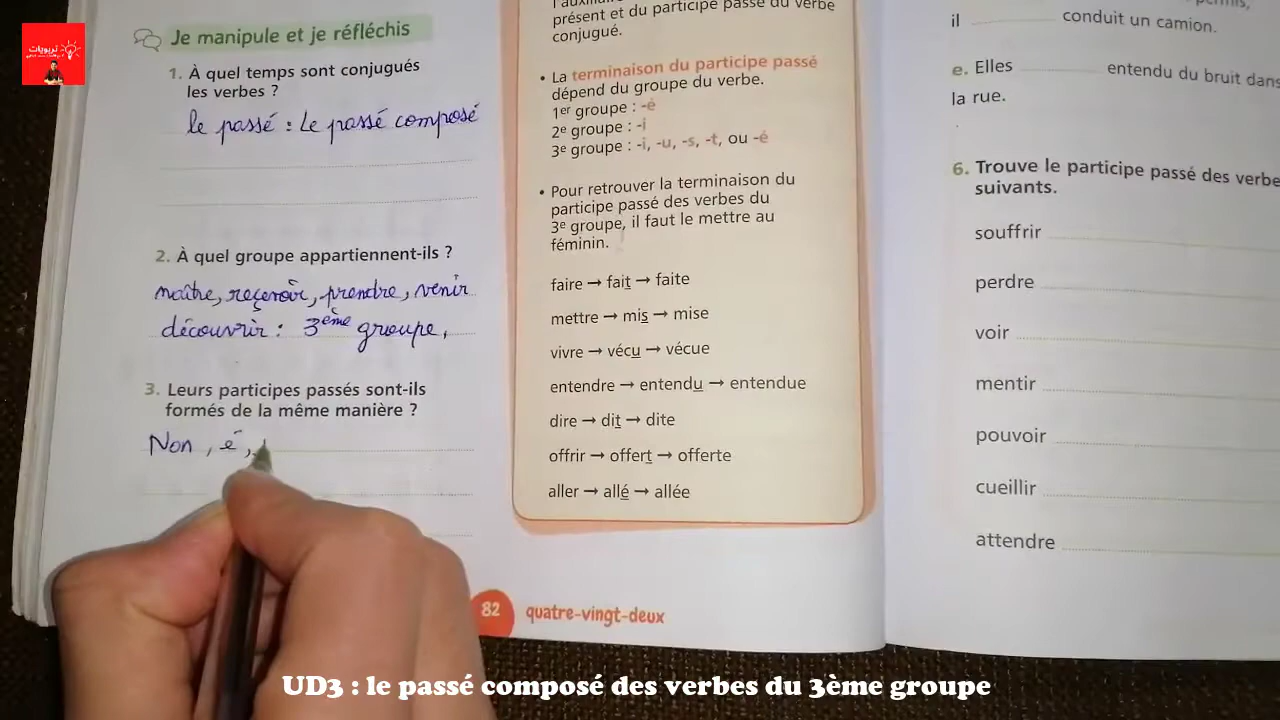 تربويات
Je manipule et je réfléchis
1. À quel temps sont conjugués
les verbes ?
le passé : Le passé composé
2. À quel groupe appartiennent-ils ?
naître, reçevoir, prendre, venir
découvrir : 3ème groupe,
3. Leurs participes passés sont-ils
formés de la même manière ?
Non, é,
présent et du participe passé du verbe
conjugué.
• La terminaison du participe passé
dépend du groupe du verbe.
1er groupe : -é
2e groupe : -i
3e groupe : -i, -u, -s, -t, ou -é
• Pour retrouver la terminaison du
participe passé des verbes du
3e groupe, il faut le mettre au
féminin.
faire → fait → faite
mettre → mis → mise
vivre → vécu → vécue
entendre → entendu → entendue
dire → dit → dite
offrir → offert → offerte
aller → allé → allée
82 quatre-vingt-deux
il conduit un camion.
e. Elles entendu du bruit dans
la rue.
6. Trouve le participe passé des verbe
suivants.
souffrir
perdre
voir
mentir
pouvoir
cueillir
attendre
UD3 : le passé composé des verbes du 3ème groupe